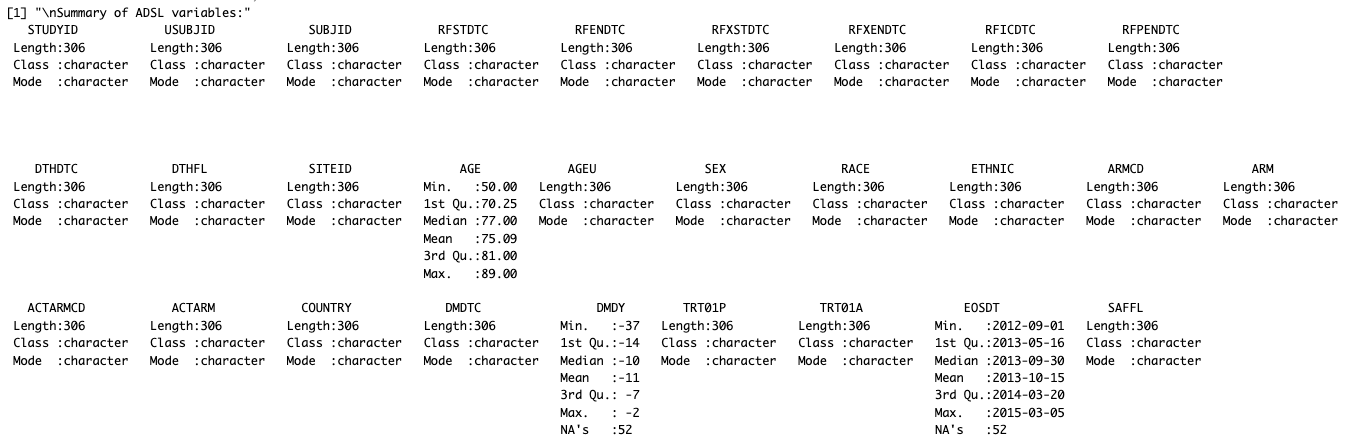 [1] "\nSummary of ADSL variables:"
STUDYID USUBJID SUBJID RFSTDTC RFENDTC RFXSTDTC RFXENDTC RFICDTC RFPENDTC
Length:306 Length:306 Length:306 Length:306 Length:306 Length:306 Length:306 Length:306 Length:306
Class :character Class :character Class :character Class :character Class :character Class :character Class :character Class :character Class :character
Mode :character Mode :character Mode :character Mode :character Mode :character Mode :character Mode :character Mode :character Mode :character
DTHDTC DTHFL SITEID AGE AGEU SEX RACE ETHNIC ARMCD ARM
Length:306 Length:306 Length:306 Min. :50.00 Length:306 Length:306 Length:306 Length:306 Length:306 Length:306
Class :character Class :character Class :character 1st Qu.:70.25 Class :character Class :character Class :character Class :character Class :character Class :character
Mode :character Mode :character Mode :character Median :77.00 Mode :character Mode :character Mode :character Mode :character Mode :character Mode :character
Mean :75.09
3rd Qu.:81.00
Max. :89.00
ACTARMCD ACTARM COUNTRY DMDTC DMDY TRT01P TRT01A EOSDT SAFFL
Length:306 Length:306 Length:306 Length:306 Min. :-37 Length:306 Length:306 Min. :2012-09-01 Length:306
Class :character Class :character Class :character Class :character 1st Qu.:-14 Class :character Class :character 1st Qu.:2013-05-16 Class :character
Mode :character Mode :character Mode :character Mode :character Median :-10 Mode :character Mode :character Median :2013-09-30 Mode :character
Mean :-11 Mean :2013-10-15
3rd Qu.: -7 3rd Qu.:2014-03-20
Max. : -2 Max. :2015-03-05
NA's :52 NA's :52